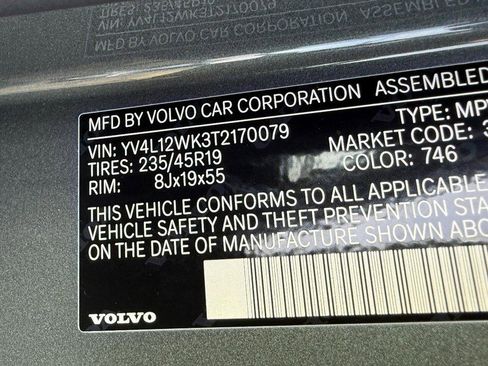 MFD BY VOLVO CAR CORPORATION ASSEMBLED
VIN: YV4L12WK3T2170079 TYPE: MP
TIRES: 235/45R19 MARKET CODE: 3
RIM: 8Jx19x55 COLOR: 746
THIS VEHICLE CONFORMS TO ALL APPLICABLE
VEHICLE SAFETY AND THEFT PREVENTION STA
ON THE DATE OF MANUFACTURE SHOWN ABO
VOLVO